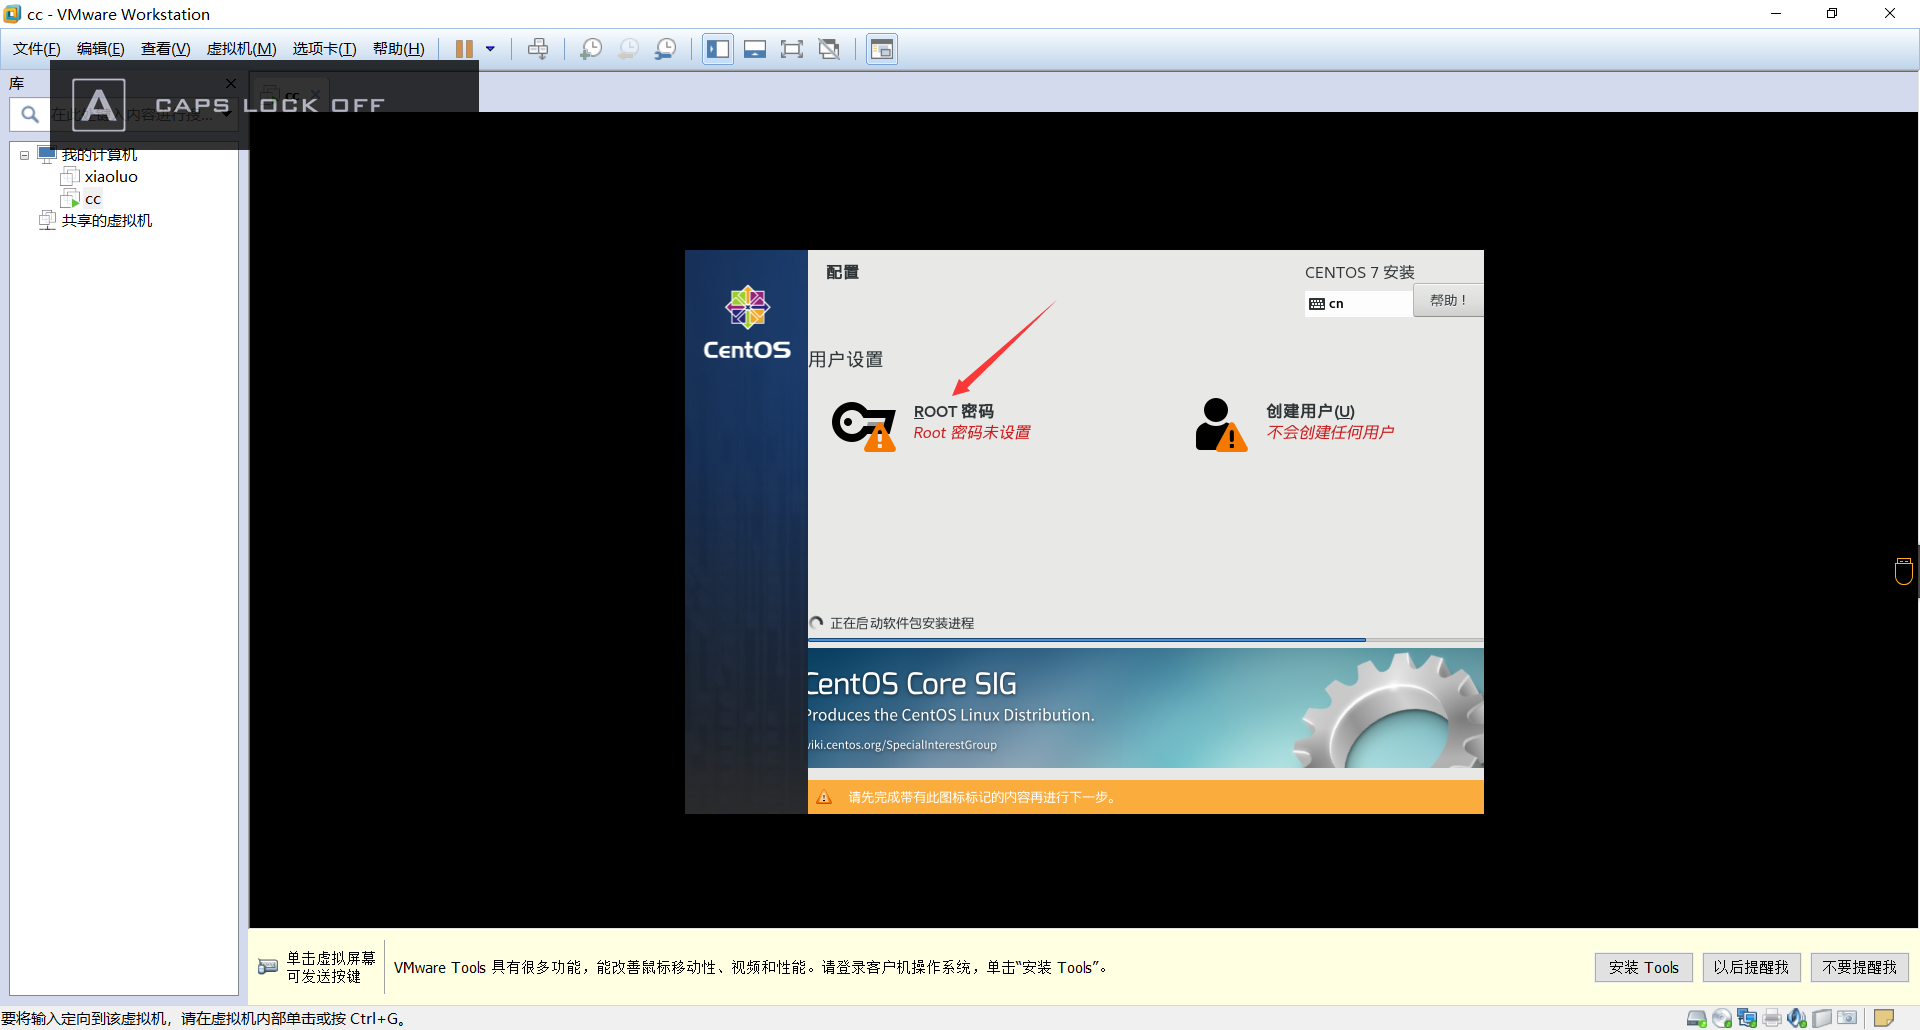 cc - VMware Workstation
文件(F) 编辑(E) 查看(V) 虚拟机(M) 选项卡(T) 帮助(H)
库
A CAPS LOCK OFF
在此处键入内容进行搜...
cc
我的计算机
xiaoluo
cc
共享的虚拟机
CentOS
配置
CENTOS 7 安装
cn
帮助！
用户设置
ROOT 密码
Root 密码未设置
创建用户(U)
不会创建任何用户
正在启动软件包安装进程
CentOS Core SIG
Produces the CentOS Linux Distribution.
wiki.centos.org/SpecialInterestGroup
请先完成带有此图标标记的内容再进行下一步。
单击虚拟屏幕
可发送按键
VMware Tools 具有很多功能，能改善鼠标移动性、视频和性能。请登录客户机操作系统，单击“安装 Tools”。
安装 Tools
以后提醒我
不要提醒我
要将输入定向到该虚拟机，请在虚拟机内部单击或按 Ctrl+G。